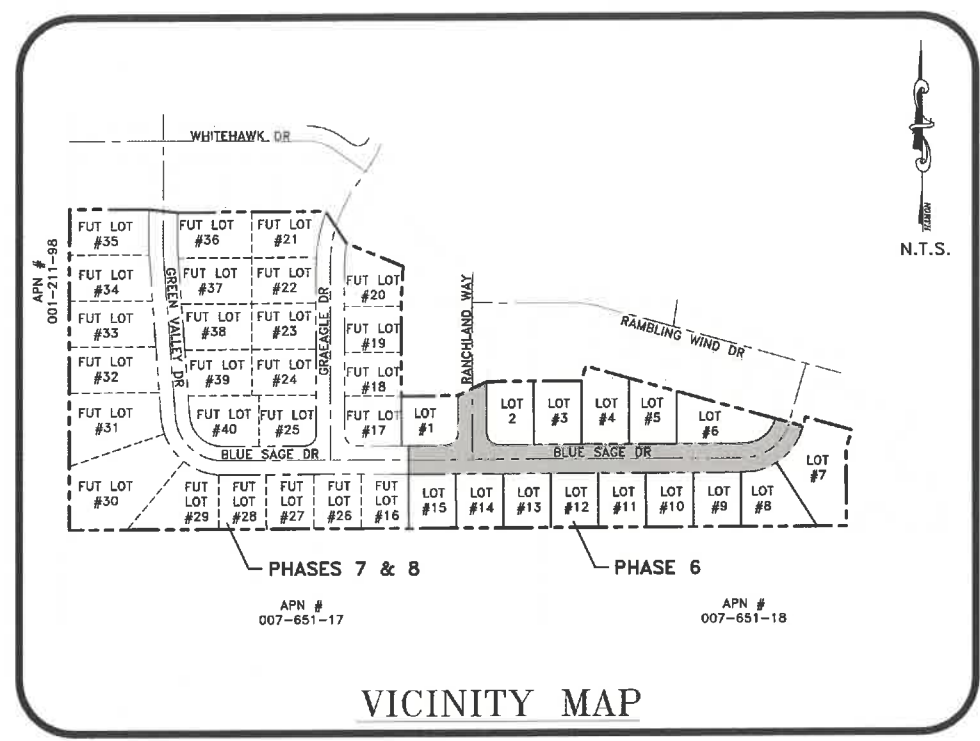 WHITEHAWK DR
NORTH
N.T.S.
APN #
001-211-98
FUT LOT
#35
FUT LOT
#36
FUT LOT
#21
FUT LOT
#34
FUT LOT
#37
FUT LOT
#22
FUT LOT
#20
GREEN VALLEY DR
GRAEAGLE DR
RANCHLAND WAY
RAMBLING WIND DR
FUT LOT
#33
FUT LOT
#38
FUT LOT
#23
FUT LOT
#19
FUT LOT
#32
FUT LOT
#39
FUT LOT
#24
FUT LOT
#18
FUT LOT
#31
FUT LOT
#40
FUT LOT
#25
FUT LOT
#17
LOT
#1
LOT
2
LOT
#3
LOT
#4
LOT
#5
LOT
#6
LOT
#7
BLUE SAGE DR
BLUE SAGE DR
FUT LOT
#30
FUT
LOT
#29
FUT
LOT
#28
FUT
LOT
#27
FUT
LOT
#26
FUT
LOT
#16
LOT
#15
LOT
#14
LOT
#13
LOT
#12
LOT
#11
LOT
#10
LOT
#9
LOT
#8
PHASES 7 & 8
PHASE 6
APN #
007-651-17
APN #
007-651-18
VICINITY MAP